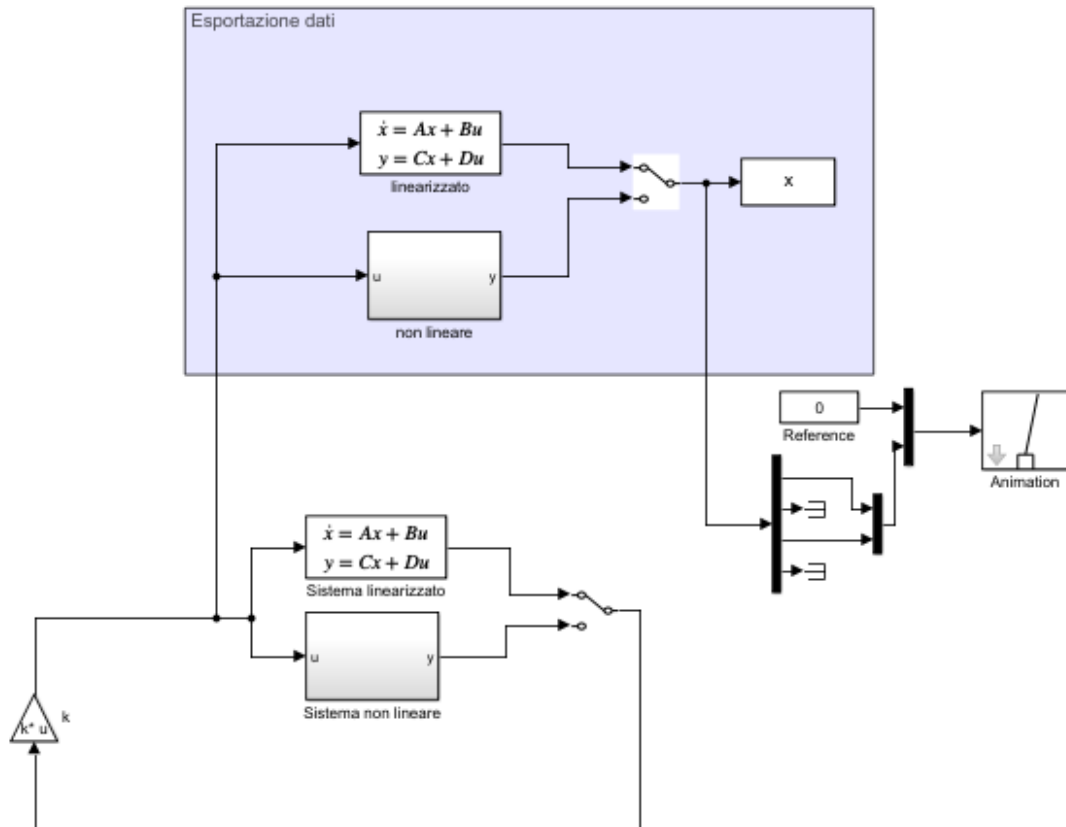 Esportazione dati
ẋ = Ax + Bu
y = Cx + Du
linearizzato
x
u
y
non lineare
0
Reference
Animation
ẋ = Ax + Bu
y = Cx + Du
Sistema linearizzato
u
y
Sistema non lineare
k
k* u